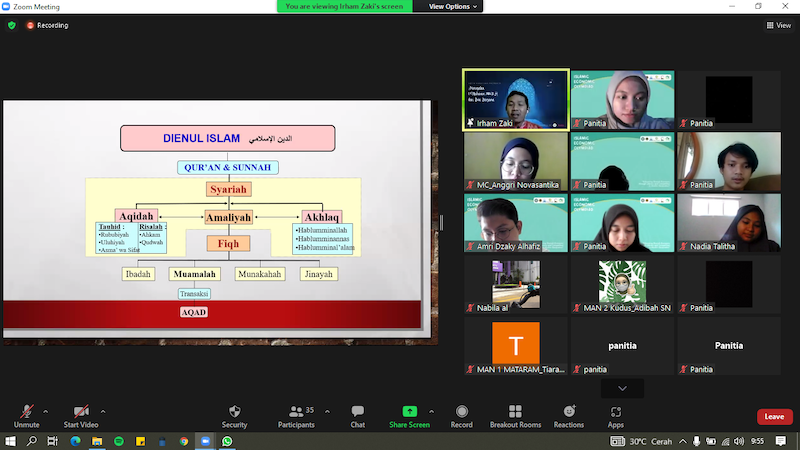 Zoom Meeting
You are viewing Irham Zaki's screen
View Options
Recording
View
DIENUL ISLAM الدين الإسلامي
QUR'AN & SUNNAH
Syariah
Aqidah
Amaliyah
Akhlaq
Tauhid :
•Rububiyah
•Uluhiyah
•Asma' wa Sifat
Risalah :
•Ahkam
•Qudwah
Fiqh
•Hablumminallah
•Hablumminannas
•Hablumminal'alam
Ibadah
Muamalah
Munakahah
Jinayah
Transaksi
AQAD
Irham Zaki
ISLAMIC
ECONOMIC
Panitia
Panitia
MC_Anggri Novasantika
Panitia
Panitia
Amri Dzaky Alhafiz
Panitia
Nadia Talitha
Nabila al
MAN 2 Kudus_Adibah SN
Panitia
T
MAN 1 MATARAM_Tiara...
panitia
panitia
Panitia
Panitia
Unmute
Start Video
Security
Participants
35
Chat
Share Screen
Record
Breakout Rooms
Reactions
Apps
Leave
30°C Cerah
9:55